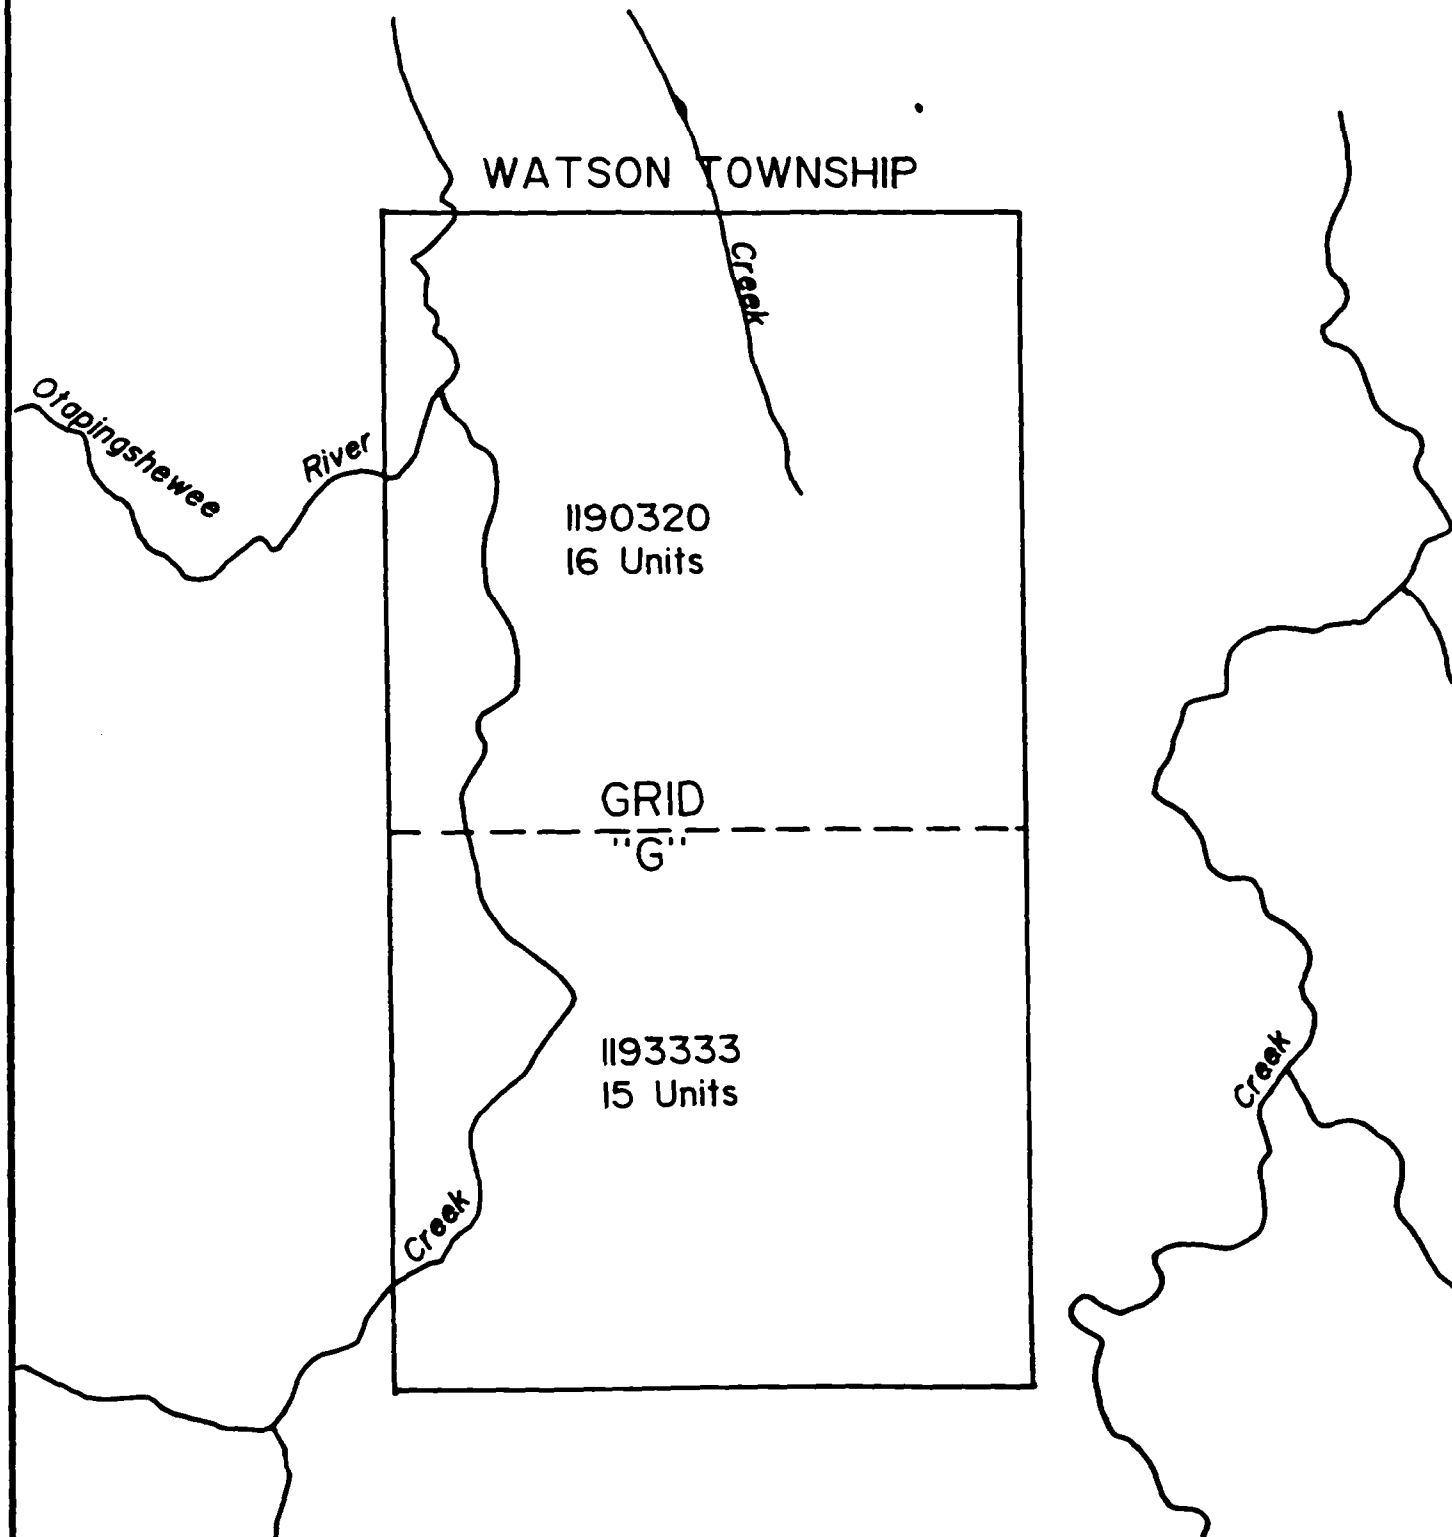 WATSON TOWNSHIP
Creek
Otapingshewee
River
1190320
16 Units
GRID
"G"
1193333
15 Units
Creek
Creek